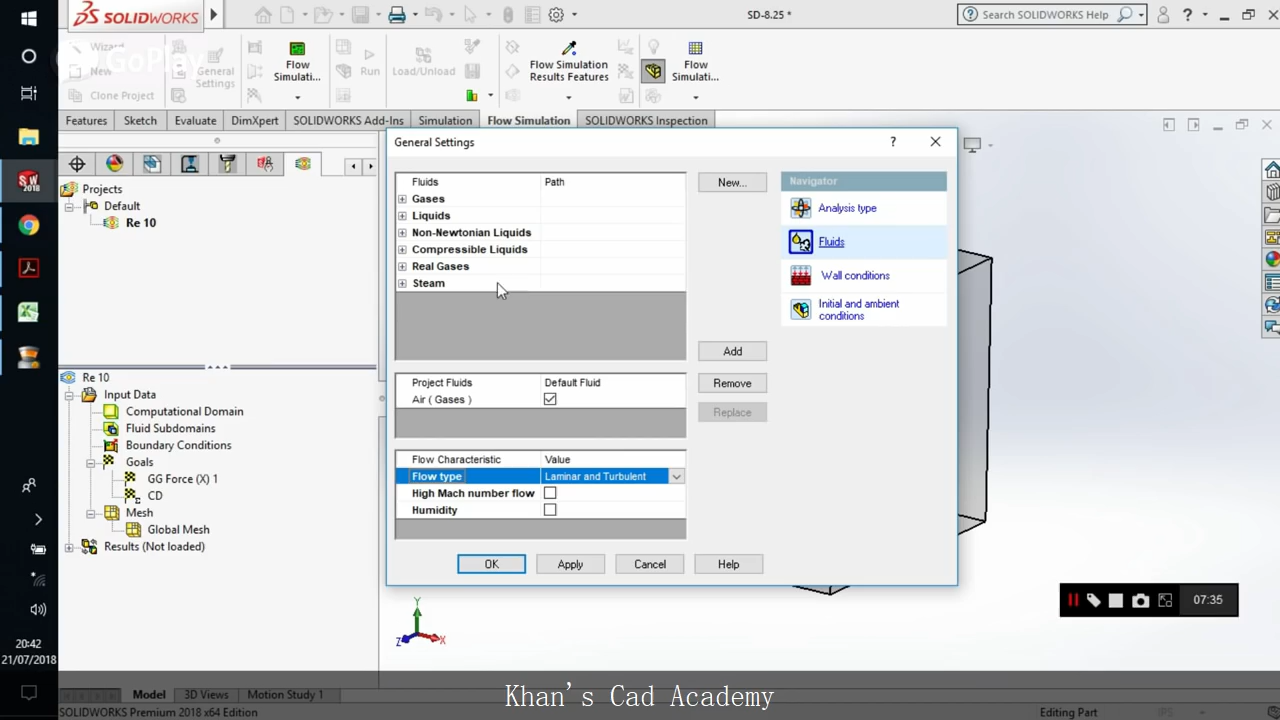 SOLIDWORKS
SD-8.25 *
Search SOLIDWORKS Help
?
Wizard
New
Clone Project
GoPlay
General
Settings
Flow
Simulati...
Run
Load/Unload
Flow Simulation
Results Features
Flow
Simulati...
Features
Sketch
Evaluate
DimXpert
SOLIDWORKS Add-Ins
Simulation
Flow Simulation
SOLIDWORKS Inspection
Projects
Default
Re 10
Re 10
Input Data
Computational Domain
Fluid Subdomains
Boundary Conditions
Goals
GG Force (X) 1
CD
Mesh
Global Mesh
Results (Not loaded)
General Settings
?
Fluids Path
Gases
Liquids
Non-Newtonian Liquids
Compressible Liquids
Real Gases
Steam
New...
Add
Project Fluids Default Fluid
Air ( Gases )
Remove
Replace
Flow Characteristic Value
Flow type Laminar and Turbulent
High Mach number flow
Humidity
OK
Apply
Cancel
Help
Navigator
Analysis type
Fluids
Wall conditions
Initial and ambient
conditions
Y
Z
X
07:35
SW
2018
20:42
21/07/2018
Model
3D Views
Motion Study 1
Khan's Cad Academy
SOLIDWORKS Premium 2018 x64 Edition
Editing Part
IPS